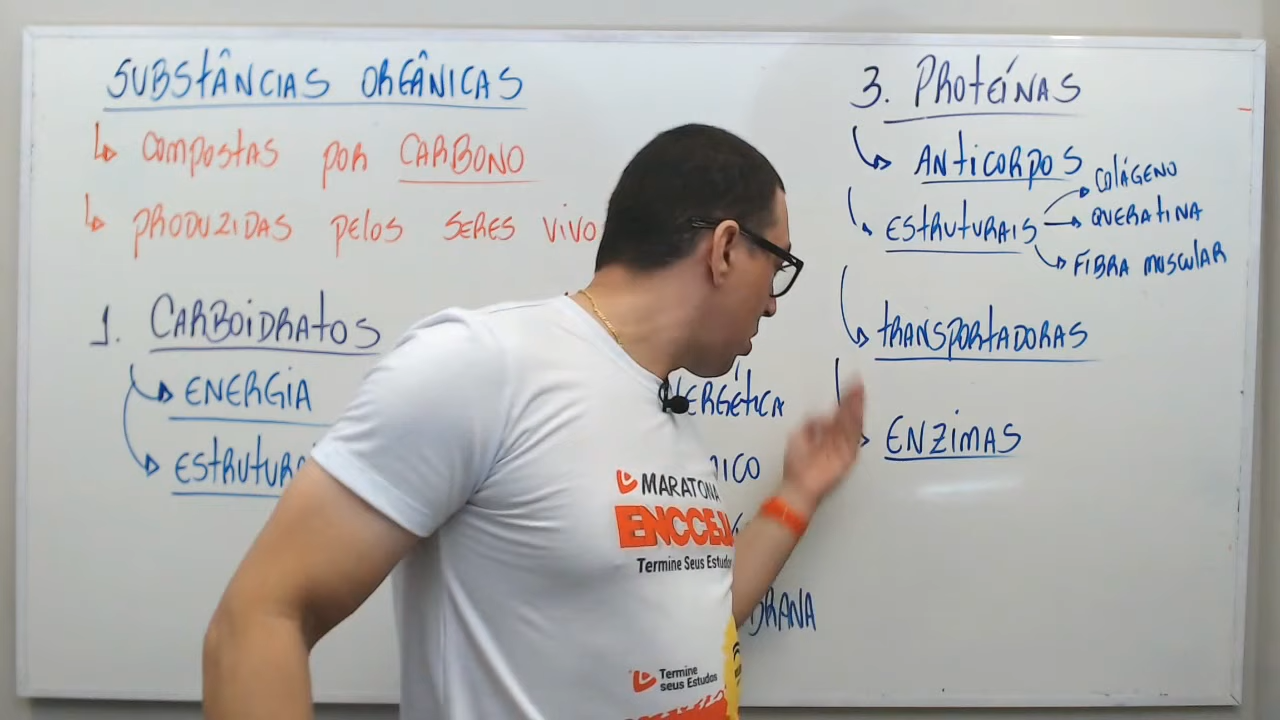 SUBSTÂNCIAS ORGÂNICAS
COMPOSTAS POR CARBONO
PRODUZIDAS PELOS SERES VIVO
1. CARBOIDRATOS
ENERGIA
3. PROTEÍNAS
ANTICORPOS
ESTRUTURAIS
COLÁGENO
QUERATINA
FIBRA MUSCULAR
TRANSPORTADORAS
ENZIMAS
MARATONA
ENCCEJA
Termine Seus Estudos
Termine
seus Estudos